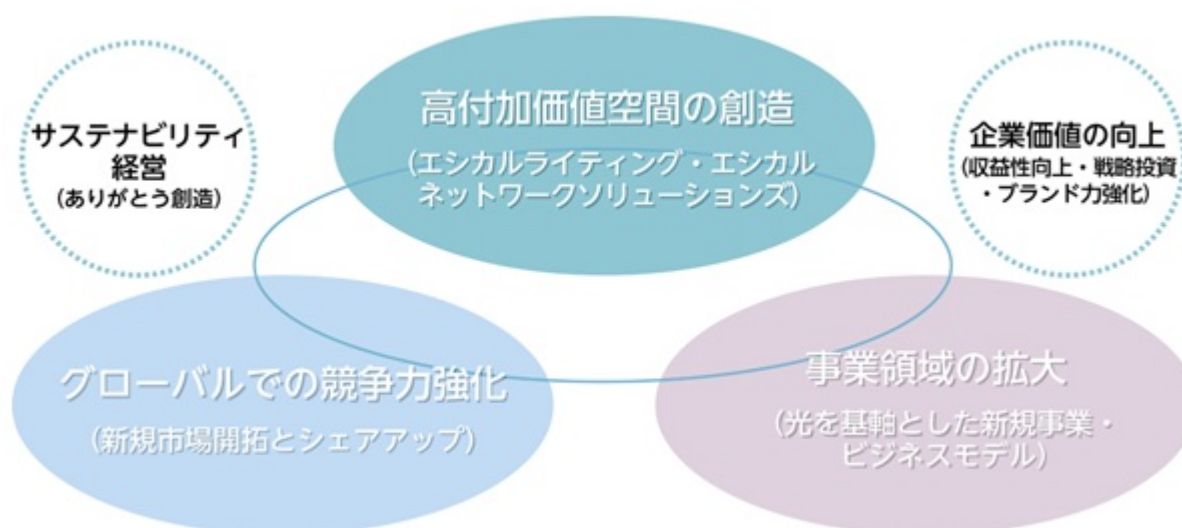 高付加価値空間の創造
(エシカルライティング・エシカル
ネットワークソリューションズ)
サステナビリティ
経営
(ありがとう創造)
企業価値の向上
(収益性向上・戦略投資
・ブランド力強化)
グローバルでの競争力強化
(新規市場開拓とシェアアップ)
事業領域の拡大
(光を基軸とした新規事業・
ビジネスモデル)